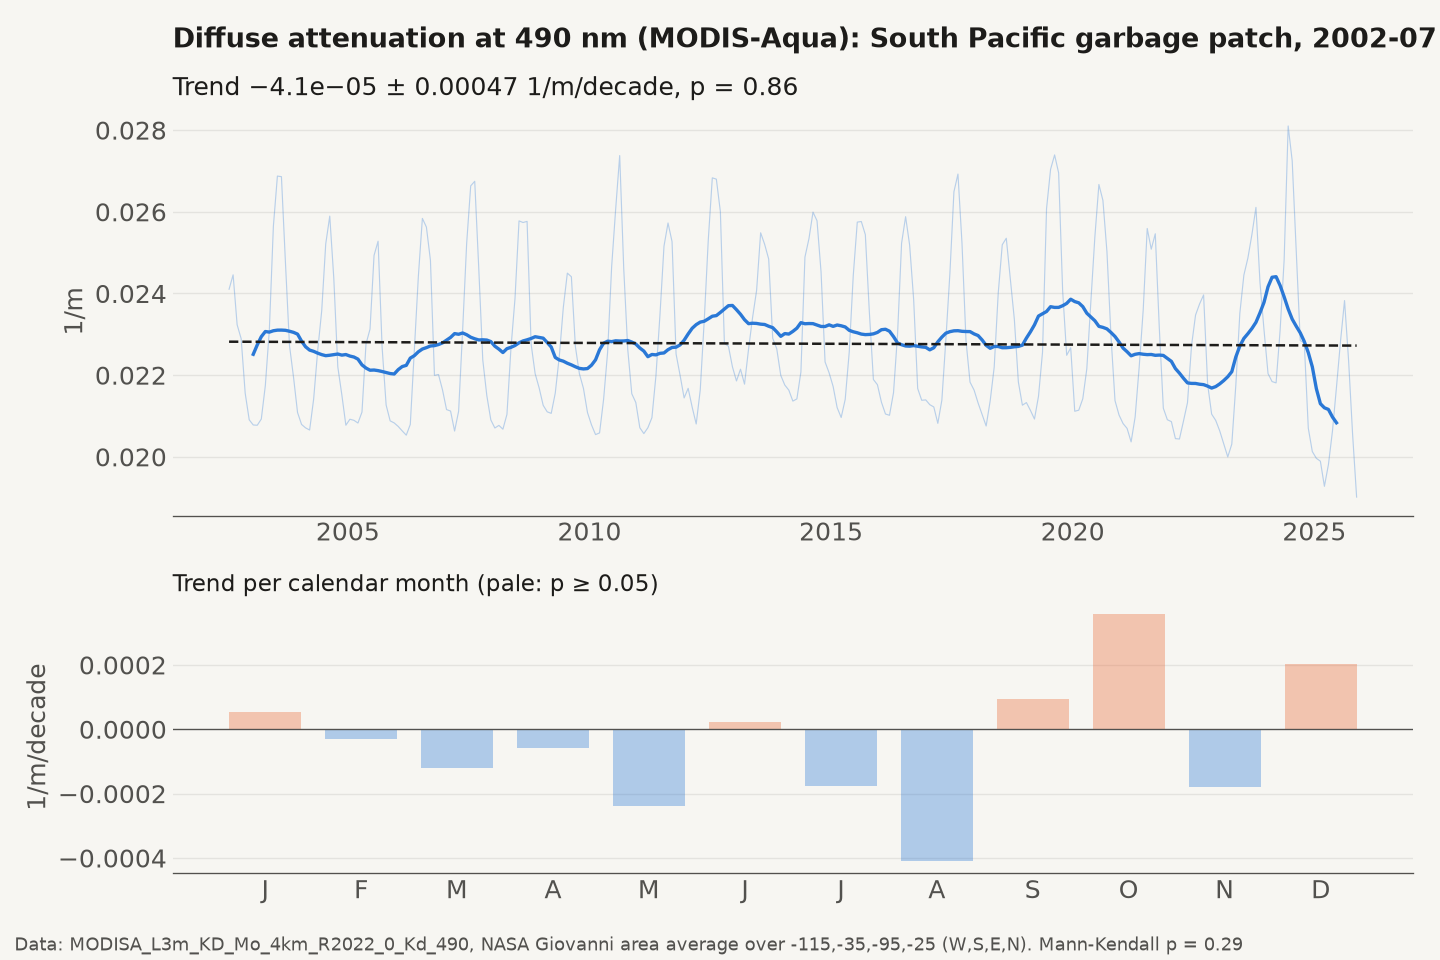 Diffuse attenuation at 490 nm (MODIS-Aqua): South Pacific garbage patch, 2002-07
Trend −4.1e−05 ± 0.00047 1/m/decade, p = 0.86
0.028
0.026
0.024
0.022
0.020
1/m
2005 2010 2015 2020 2025
Trend per calendar month (pale: p ≥ 0.05)
0.0002
0.0000
−0.0002
−0.0004
1/m/decade
J F M A M J J A S O N D
Data: MODISA_L3m_KD_Mo_4km_R2022_0_Kd_490, NASA Giovanni area average over -115,-35,-95,-25 (W,S,E,N). Mann-Kendall p = 0.29